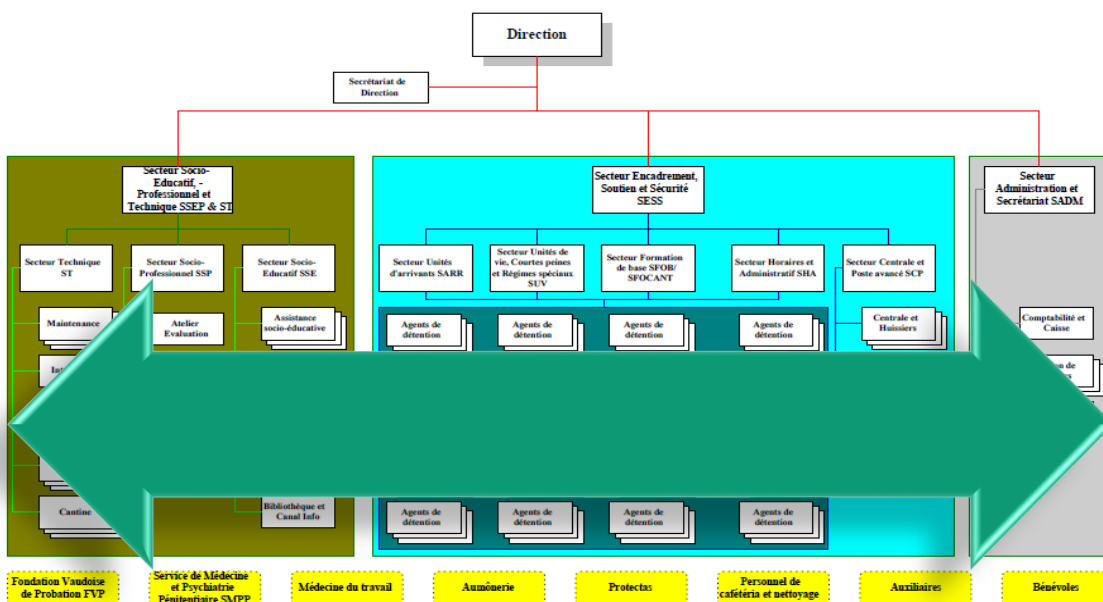 Direction
Secrétariat de
Direction
Secteur Socio-
Educatif, -
Professionnel et
Technique SSEP & ST
Secteur Encadrement,
Soutien et Sécurité
SESS
Secteur
Administration et
Secrétariat SADM
Secteur Technique
ST
Secteur Socio-
Professionnel SSP
Secteur Socio-
Educatif SSE
Secteur Unités
d'arrivants SARR
Secteur Unités de
vie, Courtes peines
et Régimes spéciaux
SUV
Secteur Formation
de base SFOB/
SFOCANT
Secteur Horaires et
Administratif SHA
Secteur Centrale et
Poste avancé SCP
Maintenance
Atelier
Evaluation
Assistance
socio-éducative
Agents de
détention
Agents de
détention
Agents de
détention
Agents de
détention
Centrale et
Huissiers
Comptabilité et
Caisse
de
Cantine
Bibliothèque et
Canal Info
Agents de
détention
Agents de
détention
Agents de
détention
Agents de
détention
Fondation Vaudoise
de Probation FVP
Service de Médecine
et Psychiatrie
Pénitentiaire SMPP
Médecine du travail
Aumônerie
Protectas
Personnel de
cafétéria et nettoyage
Auxiliaires
Bénévoles